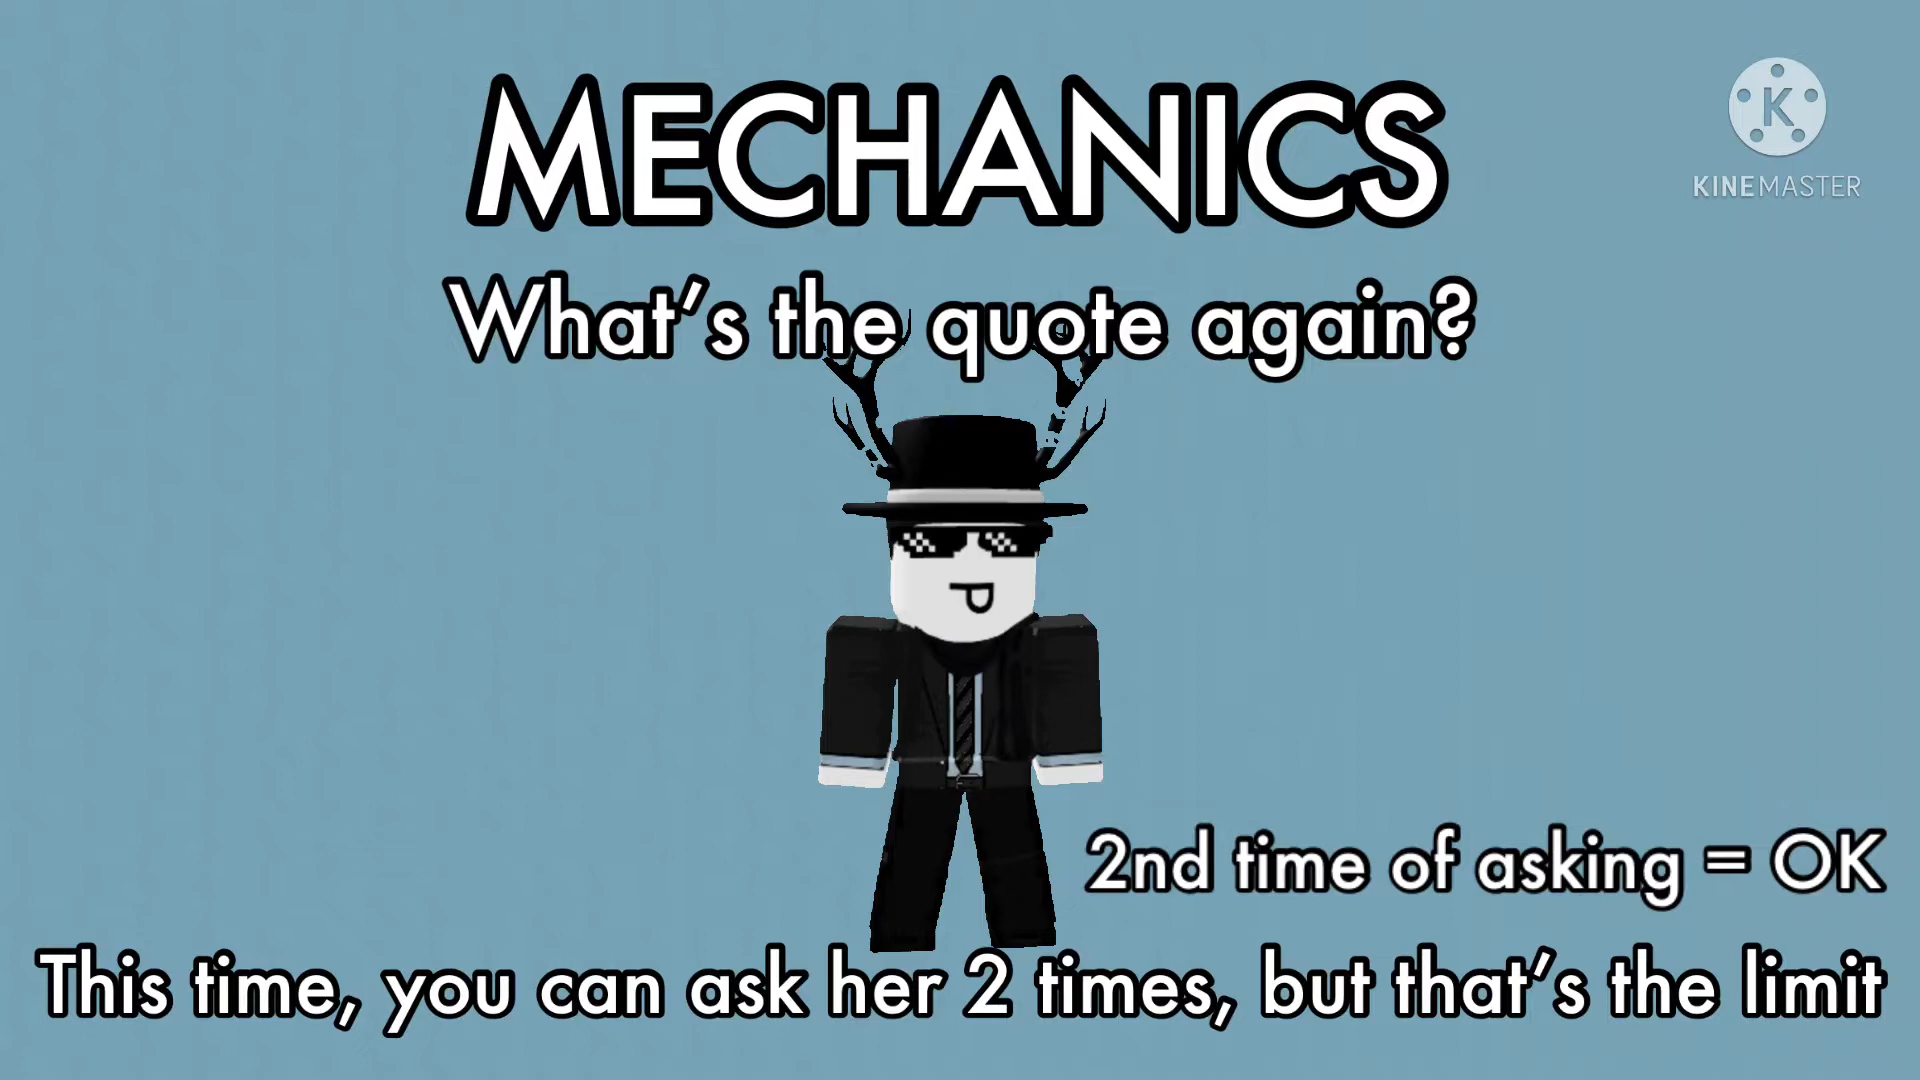 MECHANICS
K
KINEMASTER
What's the quote again?
2nd time of asking = OK
This time, you can ask her 2 times, but that's the limit